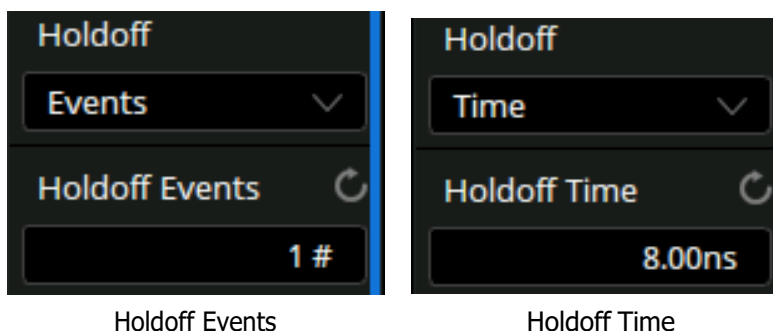 Holdoff
Events
Holdoff Events
1 #
Holdoff Events
Holdoff
Time
Holdoff Time
8.00ns
Holdoff Time